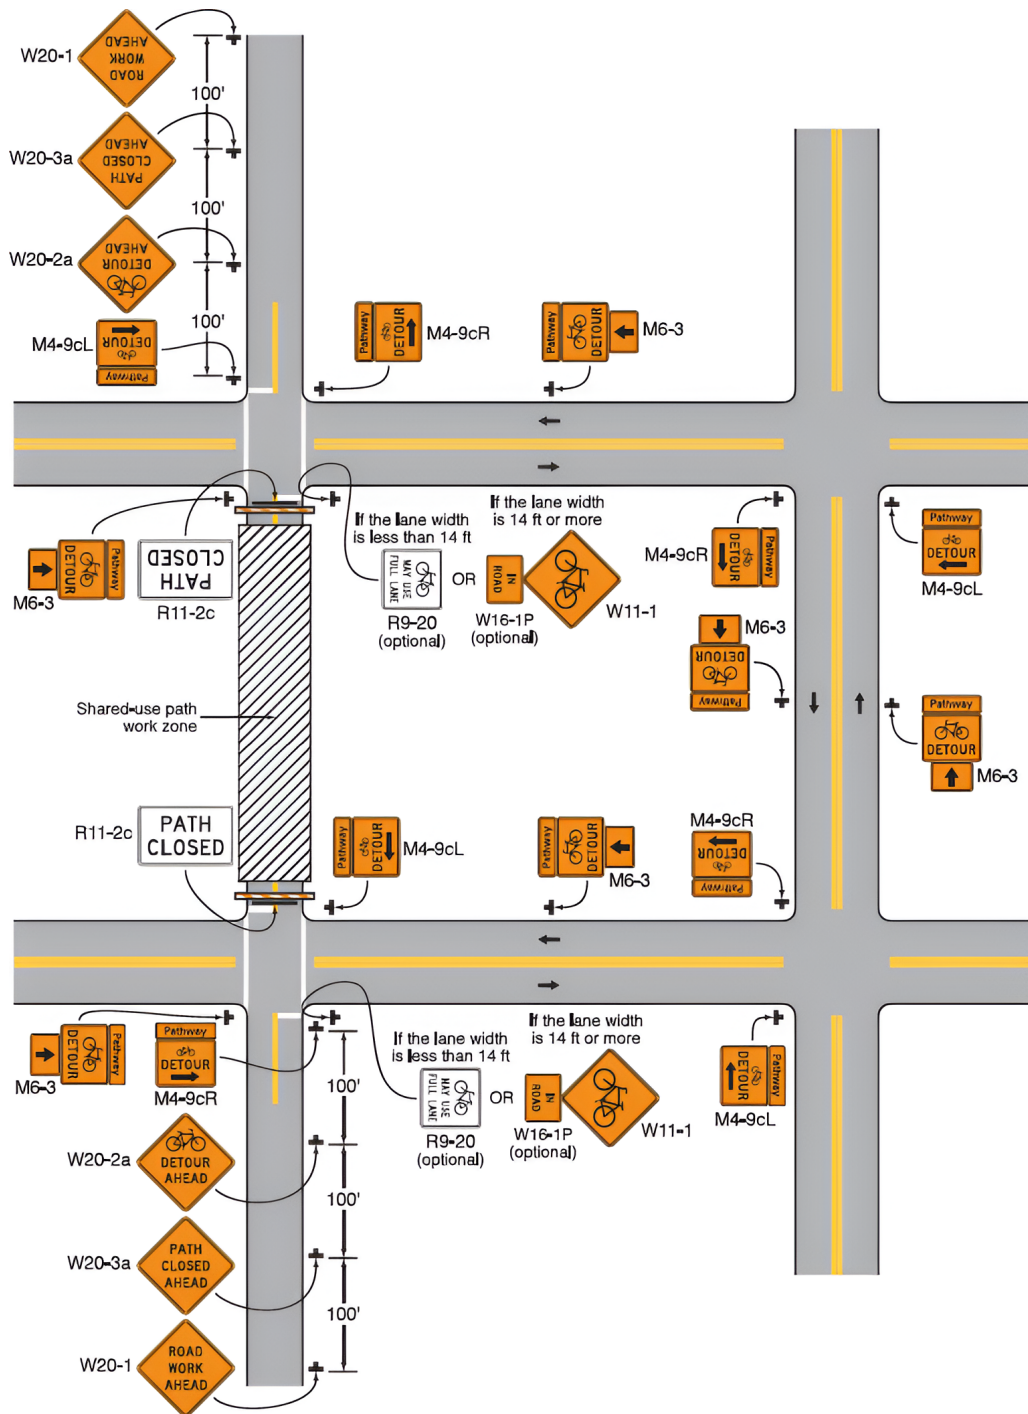 W20-1
ROAD
WORK
AHEAD
100'
W20-3a
PATH
CLOSED
AHEAD
100'
W20-2a
DETOUR
AHEAD
100'
M4-9cL
DETOUR
Pathway
Pathway
DETOUR
M4-9cR
Pathway
DETOUR
M6-3
M6-3
DETOUR
Pathway
PATH
CLOSED
R11-2c
If the lane width
is less than 14 ft
MAY USE
FULL LANE
R9-20
(optional)
OR
If the lane width
is 14 ft or more
IN
ROAD
W16-1P
(optional)
W11-1
M4-9cR
DETOUR
Pathway
Pathway
DETOUR
M4-9cL
M6-3
DETOUR
Pathway
Shared-use path
work zone
Pathway
DETOUR
M6-3
R11-2c
PATH
CLOSED
Pathway
DETOUR
M4-9cL
Pathway
DETOUR
M6-3
M4-9cR
DETOUR
Pathway
M6-3
DETOUR
Pathway
Pathway
DETOUR
M4-9cR
100'
If the lane width
is less than 14 ft
MAY USE
FULL LANE
R9-20
(optional)
OR
If the lane width
is 14 ft or more
IN
ROAD
W16-1P
(optional)
W11-1
DETOUR
Pathway
M4-9cL
W20-2a
DETOUR
AHEAD
100'
W20-3a
PATH
CLOSED
AHEAD
100'
W20-1
ROAD
WORK
AHEAD